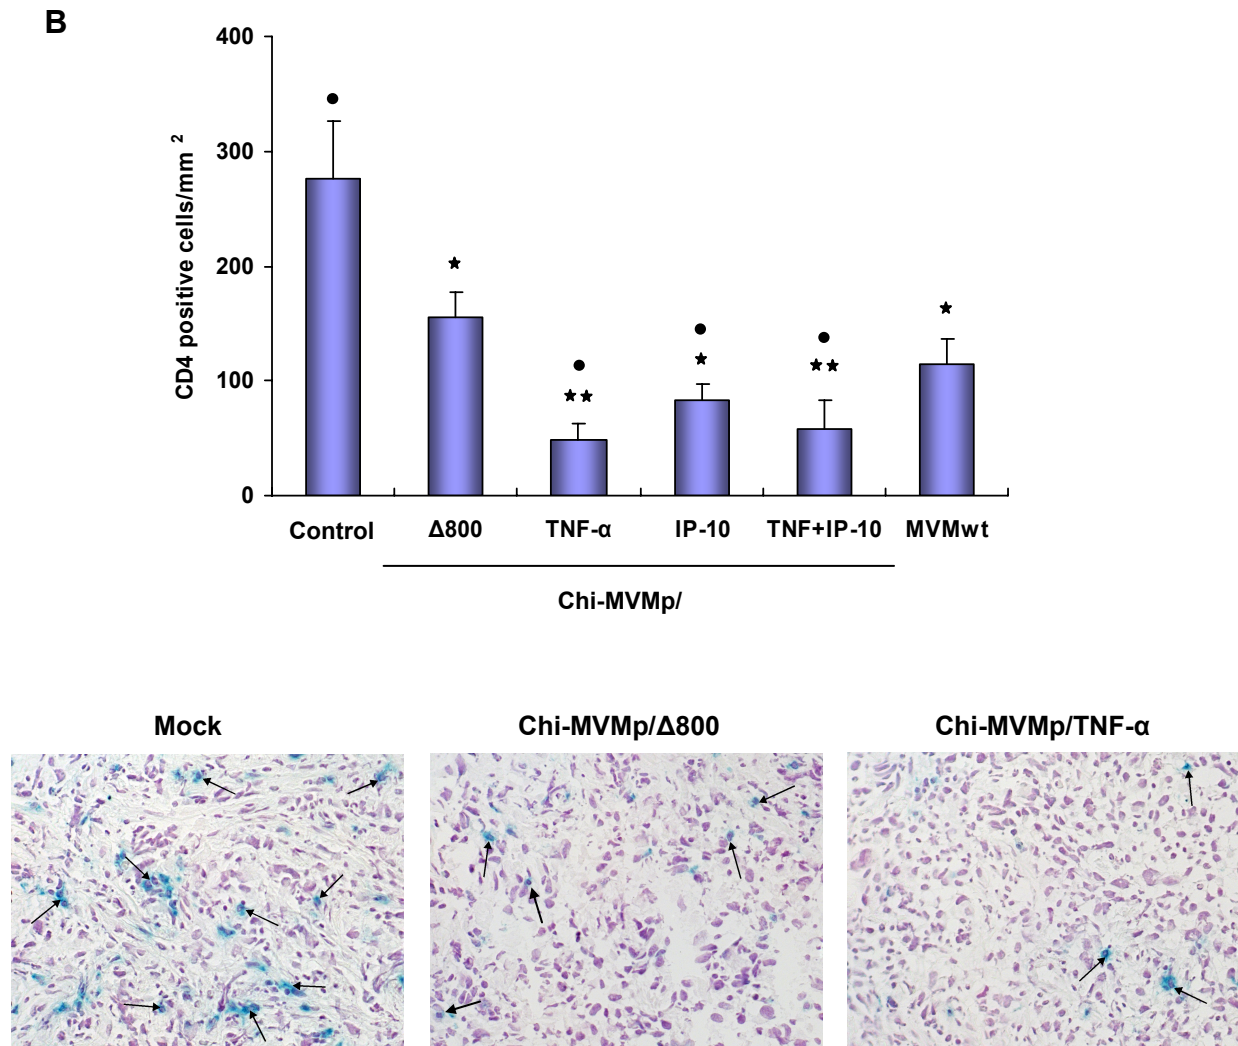 B
400
300
200
100
0
CD4 positive cells/mm 2
Control Δ800 TNF-α IP-10 TNF+IP-10 MVMwt
Chi-MVMp/
Mock Chi-MVMp/Δ800 Chi-MVMp/TNF-α